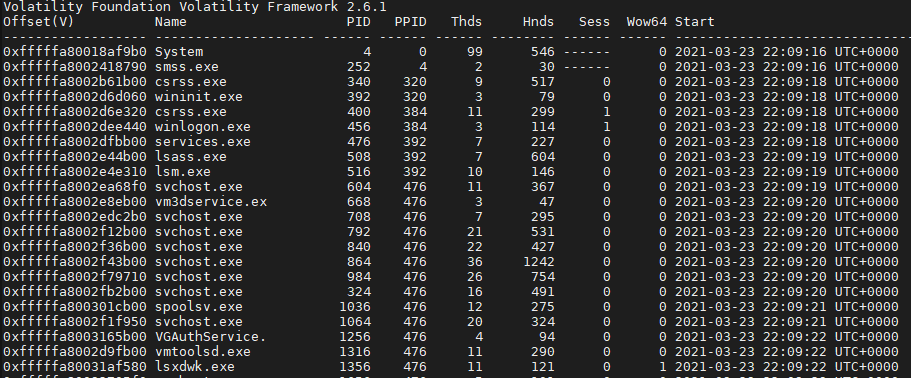 Volatility Foundation Volatility Framework 2.6.1
Offset(V) Name PID PPID Thds Hnds Sess Wow64 Start
------------------ -------------------- ------ ------ ------ -------- ------ ------ ------------------------------
0xfffffa80018af9b0 System 4 0 99 546 ------ 0 2021-03-23 22:09:16 UTC+0000
0xfffffa8002418790 smss.exe 252 4 2 30 ------ 0 2021-03-23 22:09:16 UTC+0000
0xfffffa8002b61b00 csrss.exe 340 320 9 517 0 0 2021-03-23 22:09:18 UTC+0000
0xfffffa8002d6d060 wininit.exe 392 320 3 79 0 0 2021-03-23 22:09:18 UTC+0000
0xfffffa8002d6e320 csrss.exe 400 384 11 299 1 0 2021-03-23 22:09:18 UTC+0000
0xfffffa8002dee440 winlogon.exe 456 384 3 114 1 0 2021-03-23 22:09:18 UTC+0000
0xfffffa8002dfbb00 services.exe 476 392 7 227 0 0 2021-03-23 22:09:18 UTC+0000
0xfffffa8002e44b00 lsass.exe 508 392 7 604 0 0 2021-03-23 22:09:19 UTC+0000
0xfffffa8002e4e310 lsm.exe 516 392 10 146 0 0 2021-03-23 22:09:19 UTC+0000
0xfffffa8002ea68f0 svchost.exe 604 476 11 367 0 0 2021-03-23 22:09:19 UTC+0000
0xfffffa8002e8eb00 vm3dservice.ex 668 476 3 47 0 0 2021-03-23 22:09:20 UTC+0000
0xfffffa8002edc2b0 svchost.exe 708 476 7 295 0 0 2021-03-23 22:09:20 UTC+0000
0xfffffa8002f12b00 svchost.exe 792 476 21 531 0 0 2021-03-23 22:09:20 UTC+0000
0xfffffa8002f36b00 svchost.exe 840 476 22 427 0 0 2021-03-23 22:09:20 UTC+0000
0xfffffa8002f43b00 svchost.exe 864 476 36 1242 0 0 2021-03-23 22:09:20 UTC+0000
0xfffffa8002f79710 svchost.exe 984 476 26 754 0 0 2021-03-23 22:09:20 UTC+0000
0xfffffa8002fb2b00 svchost.exe 324 476 16 491 0 0 2021-03-23 22:09:20 UTC+0000
0xfffffa800301cb00 spoolsv.exe 1036 476 12 275 0 0 2021-03-23 22:09:21 UTC+0000
0xfffffa8002f1f950 svchost.exe 1064 476 20 324 0 0 2021-03-23 22:09:21 UTC+0000
0xfffffa8003165b00 VGAuthService. 1256 476 4 94 0 0 2021-03-23 22:09:22 UTC+0000
0xfffffa8002d9fb00 vmtoolsd.exe 1316 476 11 290 0 0 2021-03-23 22:09:22 UTC+0000
0xfffffa80031af580 lsxdwk.exe 1356 476 11 121 0 1 2021-03-23 22:09:22 UTC+0000